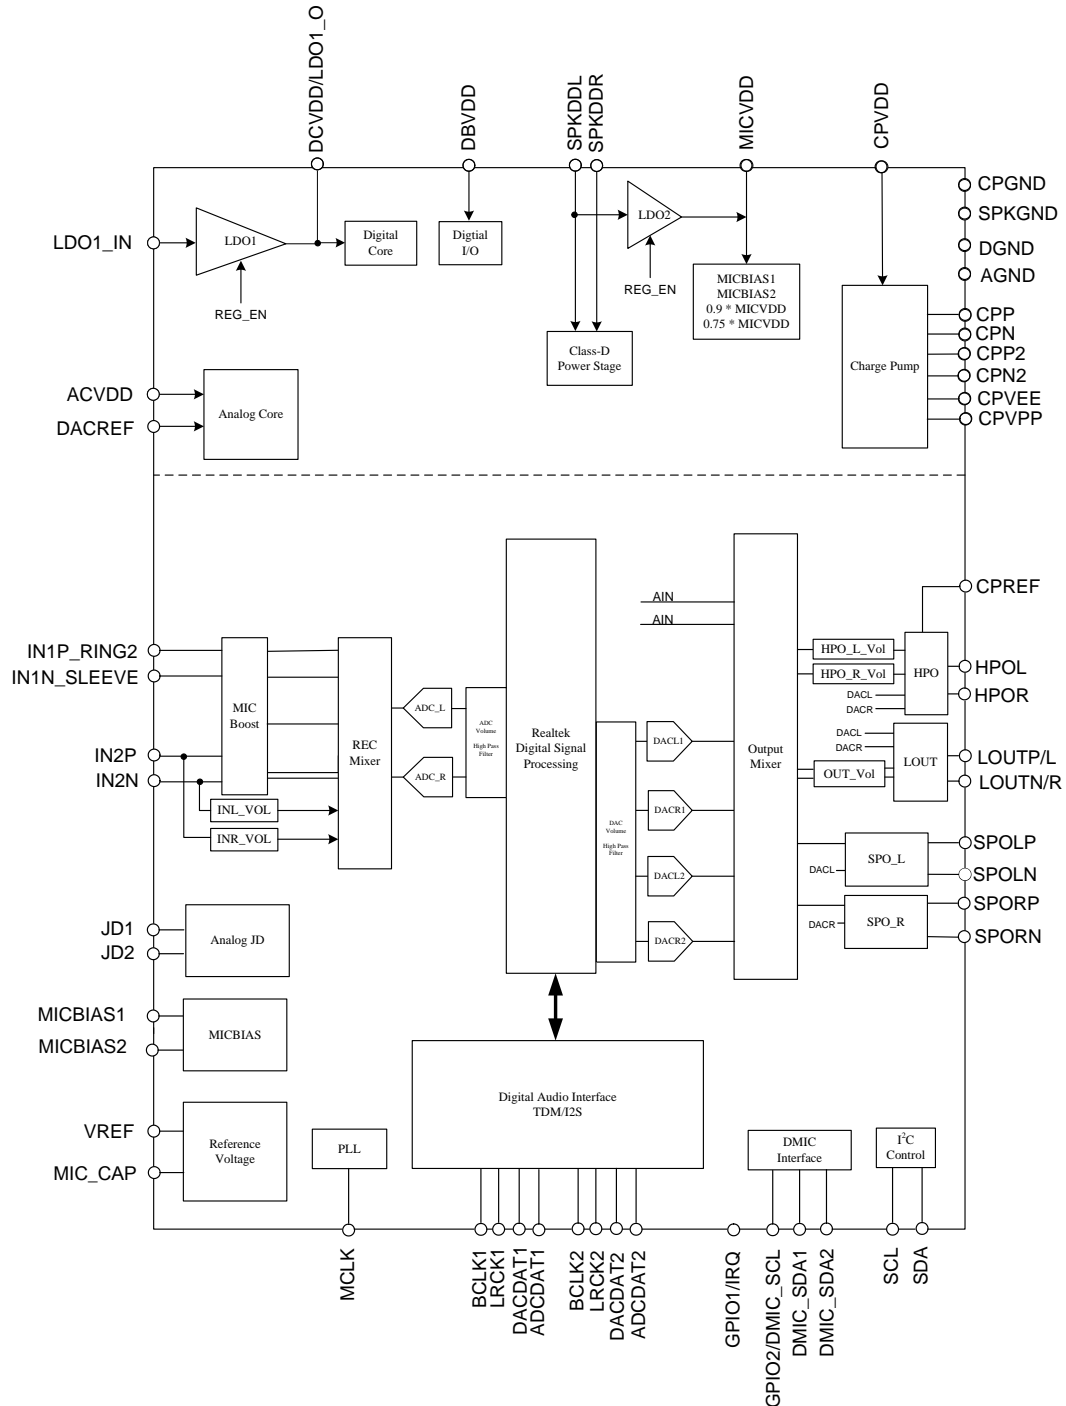 DCVDD/LDO1_O
DBVDD
SPKDDL
SPKDDR
MICVDD
CPVDD
CPGND
SPKGND
DGND
AGND
LDO1_IN
LDO1
REG_EN
Digital
Core
Digtial
I/O
LDO2
REG_EN
MICBIAS1
MICBIAS2
0.9 * MICVDD
0.75 * MICVDD
Class-D
Power Stage
Charge Pump
CPP
CPN
CPP2
CPN2
CPVEE
CPVPP
ACVDD
DACREF
Analog Core
IN1P_RING2
IN1N_SLEEVE
IN2P
IN2N
MIC
Boost
INL_VOL
INR_VOL
REC
Mixer
ADC_L
ADC_R
ADC
Volume
High Pass
Filter
Realtek
Digital Signal
Processing
DAC
Volume
High Pass
Filter
DACL1
DACR1
DACL2
DACR2
AIN
AIN
Output
Mixer
HPO_L_Vol
HPO_R_Vol
DACL
DACR
HPO
CPREF
HPOL
HPOR
DACL
DACR
OUT_Vol
LOUT
LOUTP/L
LOUTN/R
DACL
SPO_L
SPOLP
SPOLN
DACR
SPO_R
SPORP
SPORN
JD1
JD2
Analog JD
MICBIAS1
MICBIAS2
MICBIAS
VREF
MIC_CAP
Reference
Voltage
PLL
Digital Audio Interface
TDM/I2S
DMIC
Interface
I²C
Control
MCLK
BCLK1
LRCK1
DACDAT1
ADCDAT1
BCLK2
LRCK2
DACDAT2
ADCDAT2
GPIO1/IRQ
GPIO2/DMIC_SCL
DMIC_SDA1
DMIC_SDA2
SCL
SDA